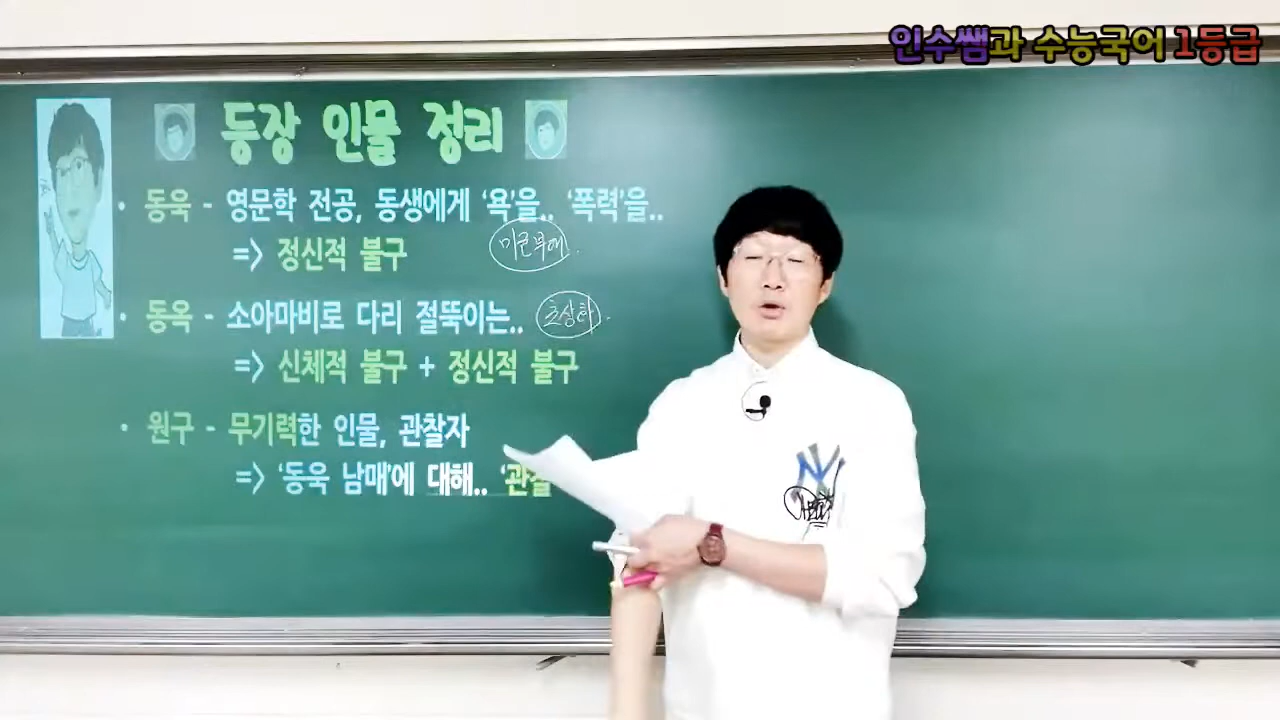 인수쌤과 수능국어 1등급
등장 인물 정리
· 동욱 - 영문학 전공, 동생에게 '욕'을.. '폭력'을..
=> 정신적 불구
미군부대.
· 동옥 - 소아마비로 다리 절뚝이는.. 초상화.
=> 신체적 불구 + 정신적 불구
· 원구 - 무기력한 인물, 관찰자
=> '동욱 남매'에 대해.. '관찰
NY